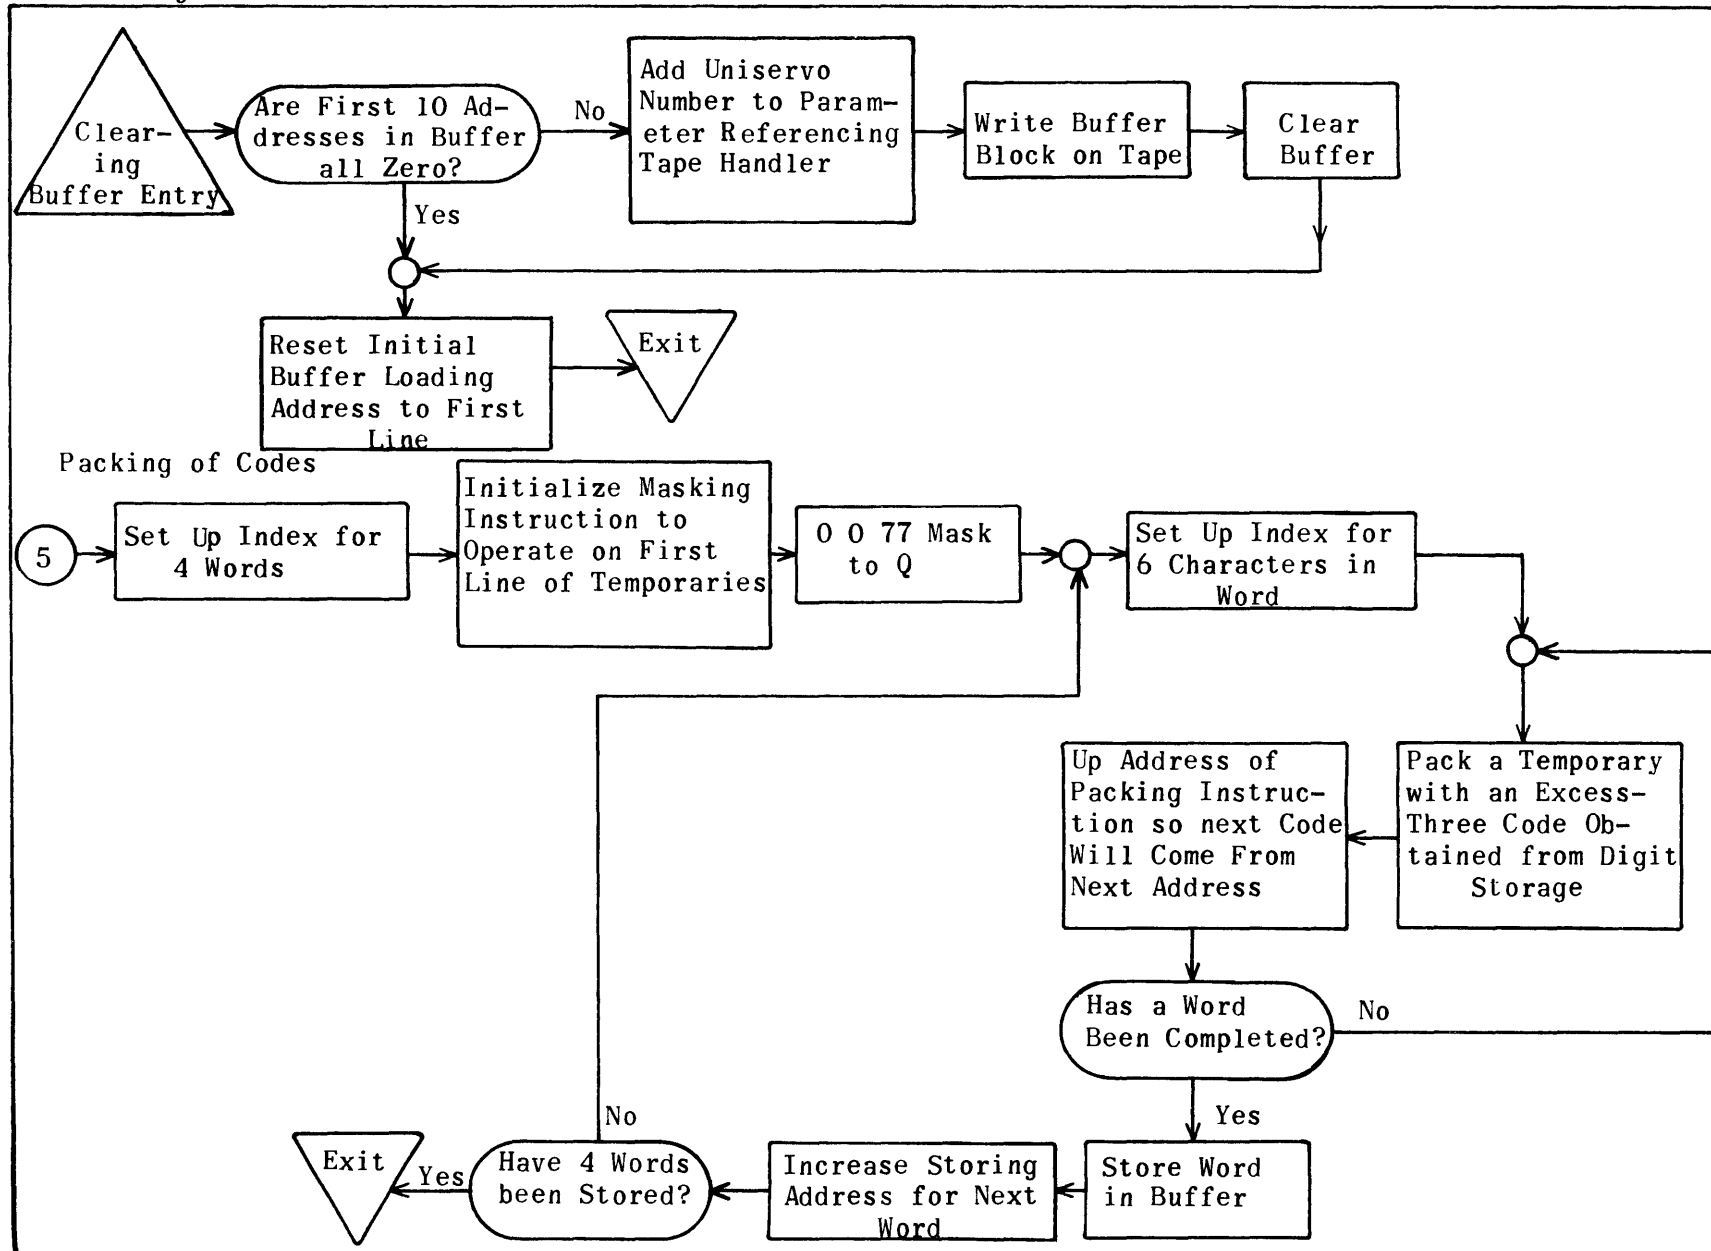 Clear-
ing
Buffer Entry
Are First 10 Ad-
dresses in Buffer
all Zero?
No
Add Uniservo
Number to Param-
eter Referencing
Tape Handler
Write Buffer
Block on Tape
Clear
Buffer
Yes
Reset Initial
Buffer Loading
Address to First
Line
Exit
Packing of Codes
5
Set Up Index for
4 Words
Initialize Masking
Instruction to
Operate on First
Line of Temporaries
0 0 77 Mask
to Q
Set Up Index for
6 Characters in
Word
Pack a Temporary
with an Excess-
Three Code Ob-
tained from Digit
Storage
Up Address of
Packing Instruc-
tion so next Code
Will Come From
Next Address
Has a Word
Been Completed?
No
Yes
Store Word
in Buffer
Increase Storing
Address for Next
Word
Have 4 Words
been Stored?
No
Yes
Exit